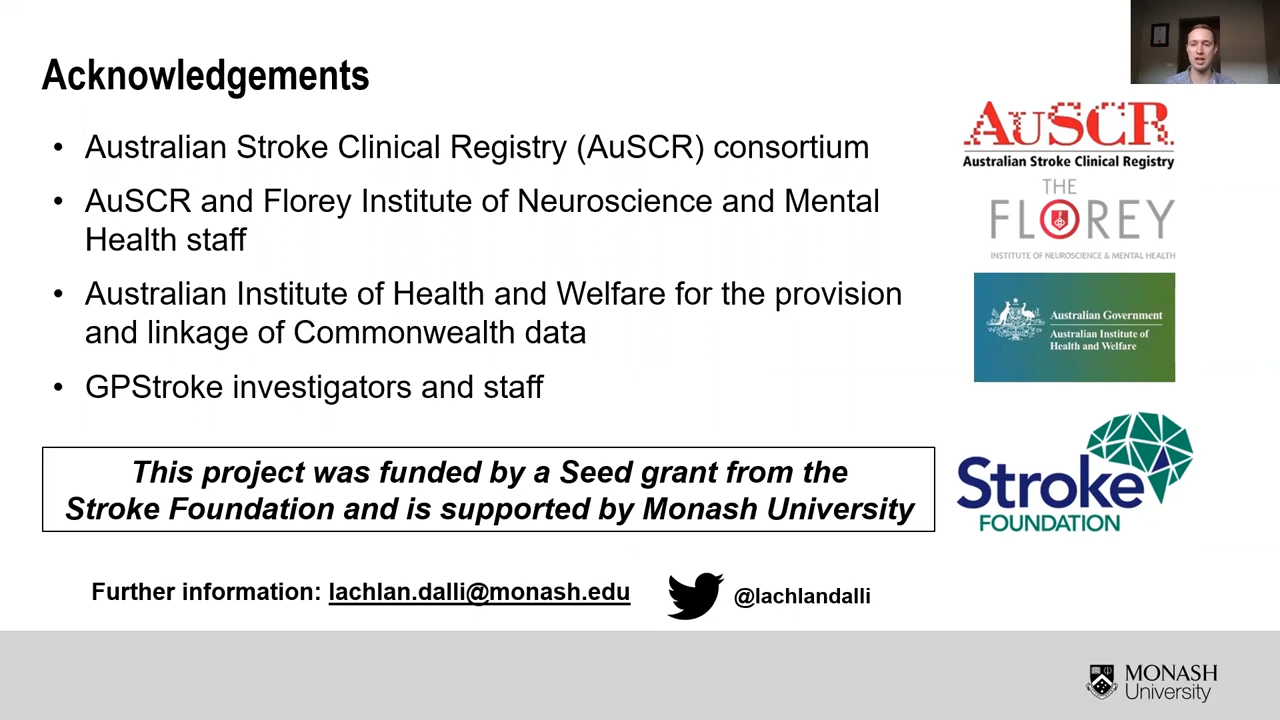 Acknowledgements
• Australian Stroke Clinical Registry (AuSCR) consortium
• AuSCR and Florey Institute of Neuroscience and Mental
Health staff
• Australian Institute of Health and Welfare for the provision
and linkage of Commonwealth data
• GPStroke investigators and staff
This project was funded by a Seed grant from the
Stroke Foundation and is supported by Monash University
Further information: lachlan.dalli@monash.edu
@lachlandalli
AuSCR
Australian Stroke Clinical Registry
THE
FLOREY
INSTITUTE OF NEUROSCIENCE & MENTAL HEALTH
Australian Government
Australian Institute of
Health and Welfare
Stroke
FOUNDATION
MONASH
University